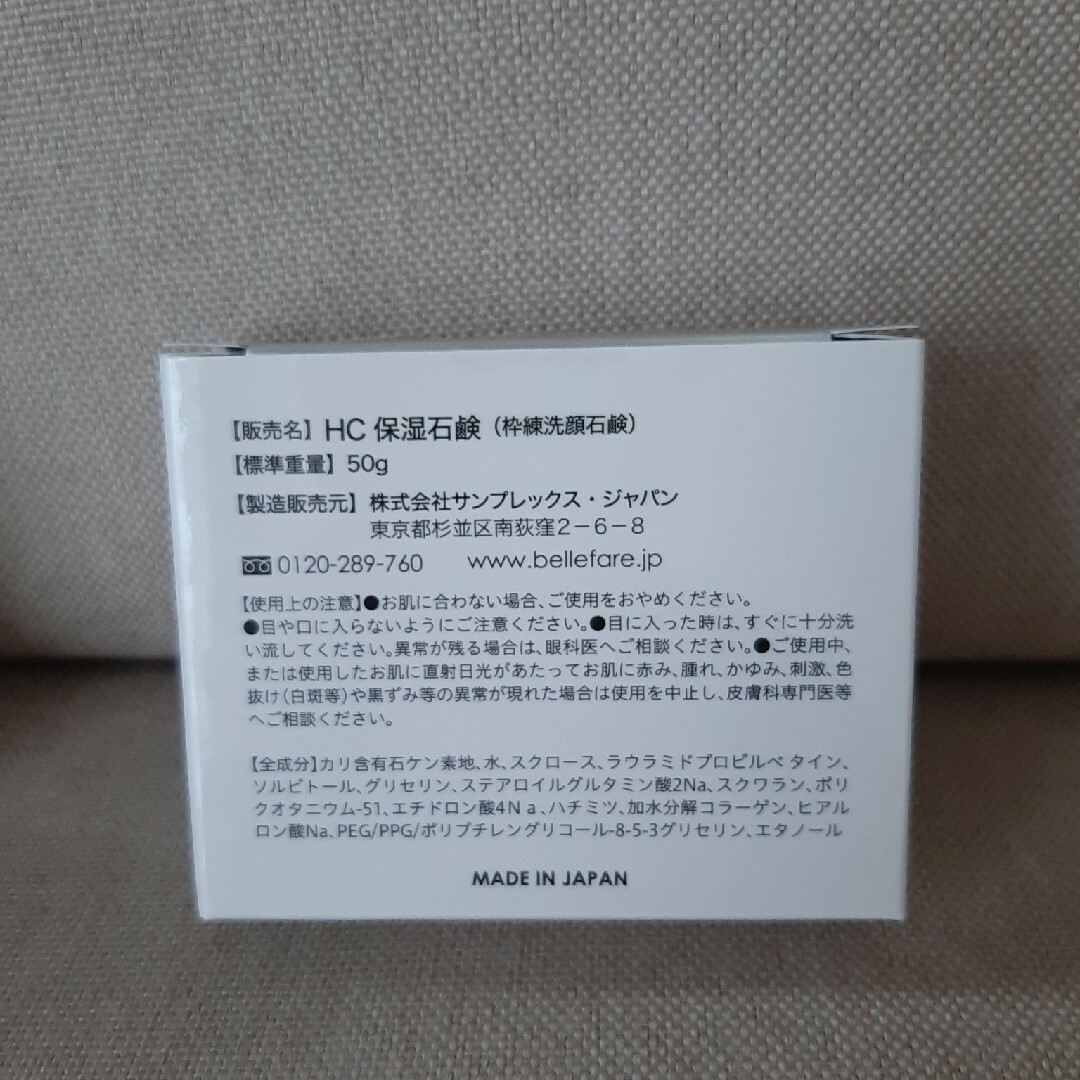 【販売名】 HC 保湿石鹸（枠練洗顔石鹸）
【標準重量】 50g
【製造販売元】 株式会社サンプレックス・ジャパン
東京都杉並区南荻窪2－6－8
0120-289-760 www.bellefare.jp
【使用上の注意】●お肌に合わない場合、ご使用をおやめください。
●目や口に入らないようにご注意ください。●目に入った時は、すぐに十分洗
い流してください。異常が残る場合は、眼科医へご相談ください。●ご使用中、
または使用したお肌に直射日光があたってお肌に赤み、腫れ、かゆみ、刺激、色
抜け（白斑等）や黒ずみ等の異常が現れた場合は使用を中止し、皮膚科専門医等
へご相談ください。
【全成分】カリ含有石ケン素地、水、スクロース、ラウラミドプロピルベ タイン、
ソルビトール、グリセリン、ステアロイルグルタミン酸2Na、スクワラン、ポリ
クオタニウム-51、エチドロン酸4Ｎａ、ハチミツ、加水分解コラーゲン、ヒアル
ロン酸Na、PEG/PPG/ポリブチレングリコール-8-5-3グリセリン、エタノール
MADE IN JAPAN